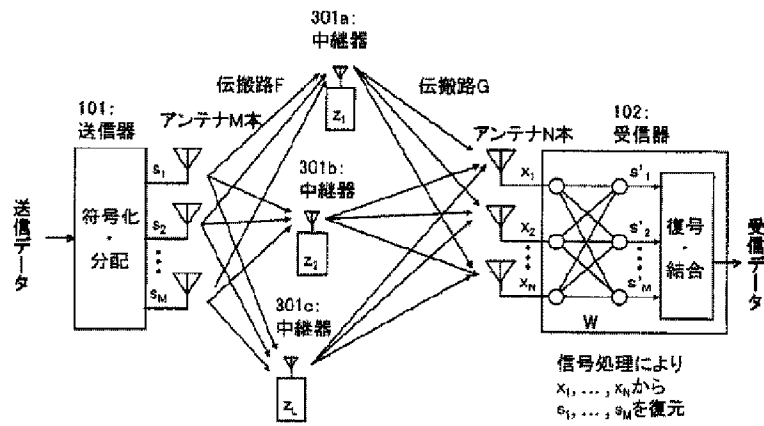 301a:
中継器
z₁
伝搬路F
伝搬路G
101:
送信器
アンテナM本
102:
受信器
アンテナN本
送信データ
符号化
・
分配
s₁
s₂
sM
301b:
中継器
z₂
301c:
中継器
zL
x₁
x₂
xN
s'₁
s'₂
s'M
W
復号
・
結合
受信データ
信号処理により
x₁, ... , xNから
s₁, ... , sMを復元